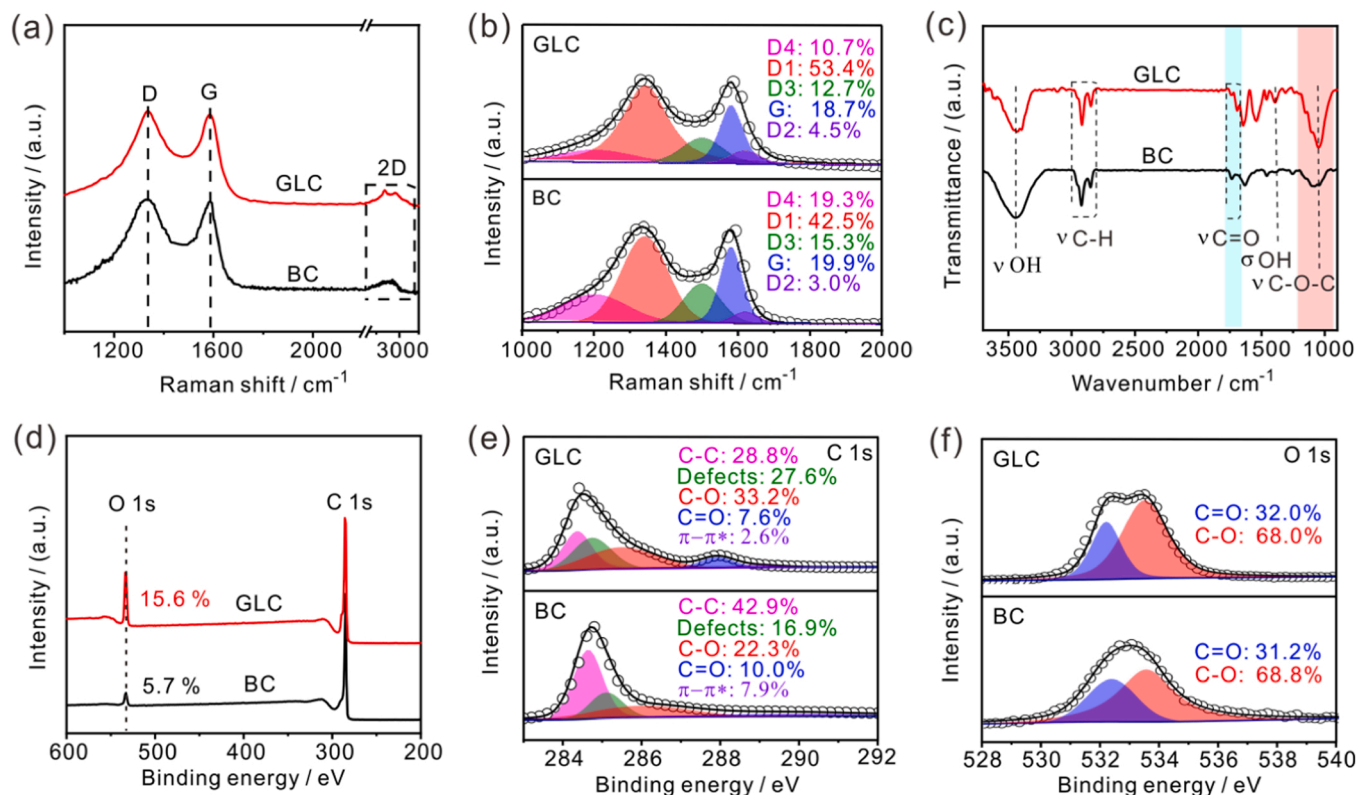 (a)
D
G
2D
GLC
BC
Intensity / (a.u.)
1200 1600 2000 3000
Raman shift / cm⁻¹
(b)
GLC
D4: 10.7%
D1: 53.4%
D3: 12.7%
G: 18.7%
D2: 4.5%
BC
D4: 19.3%
D1: 42.5%
D3: 15.3%
G: 19.9%
D2: 3.0%
Intensity / (a.u.)
1000 1200 1400 1600 1800 2000
Raman shift / cm⁻¹
(c)
GLC
BC
ν OH
ν C-H
ν C=O
σ OH
ν C-O-C
Transmittance / (a.u.)
3500 3000 2500 2000 1500 1000
Wavenumber / cm⁻¹
(d)
O 1s
C 1s
15.6 %
GLC
5.7 %
BC
Intensity / (a.u.)
600 500 400 300 200
Binding energy / eV
(e)
GLC
C 1s
C-C: 28.8%
Defects: 27.6%
C-O: 33.2%
C=O: 7.6%
π−π*: 2.6%
BC
C-C: 42.9%
Defects: 16.9%
C-O: 22.3%
C=O: 10.0%
π−π*: 7.9%
Intensity / (a.u.)
284 286 288 290 292
Binding energy / eV
(f)
GLC
O 1s
C=O: 32.0%
C-O: 68.0%
BC
C=O: 31.2%
C-O: 68.8%
Intensity / (a.u.)
528 530 532 534 536 538 540
Binding energy / eV